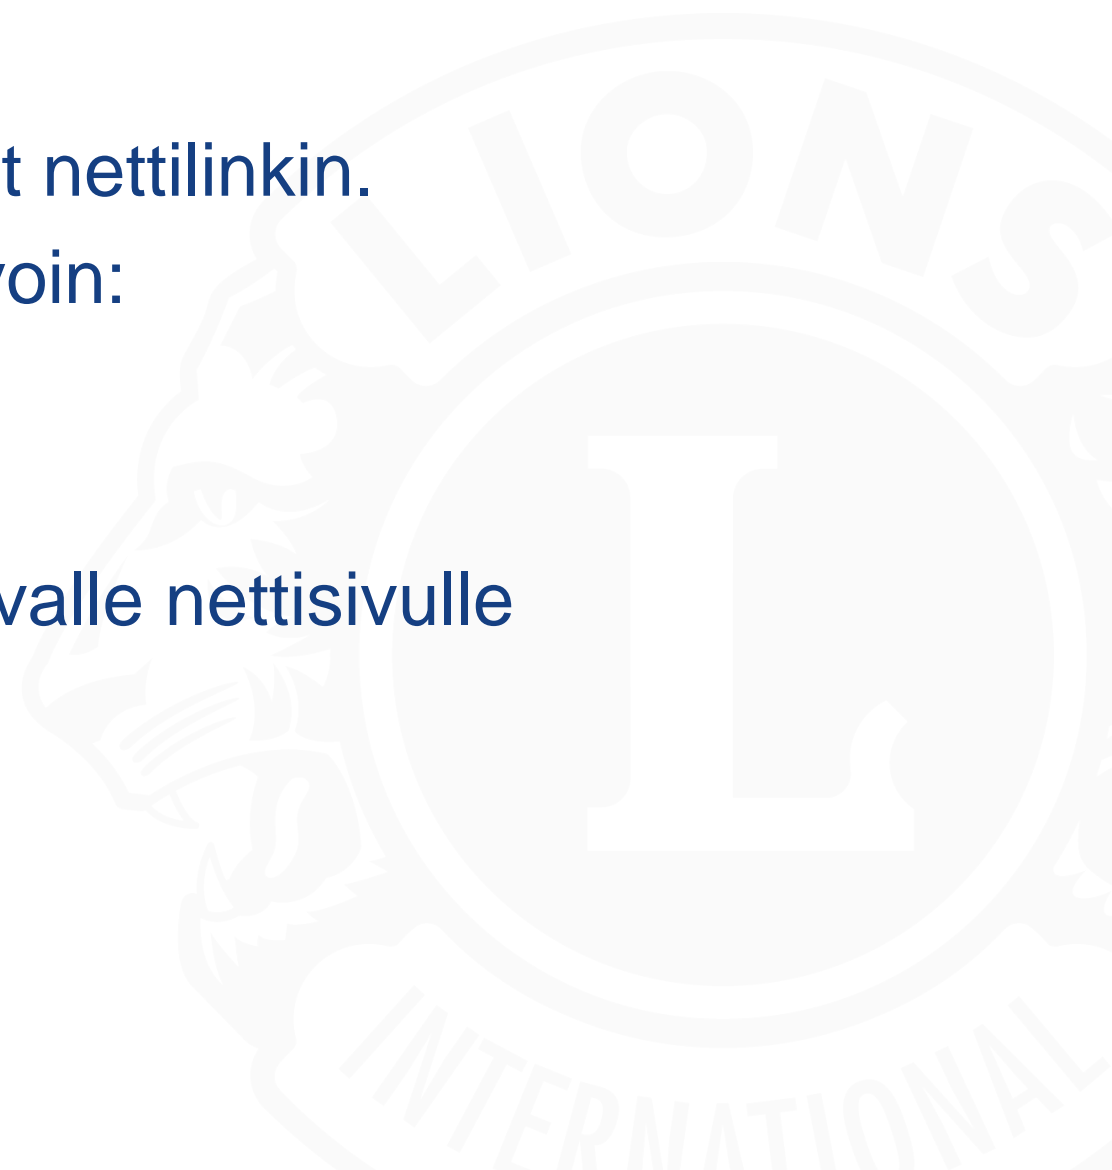 t nettilinkin.
voin:
valle nettisivulle
LIONS
L
INTERNATIONAL